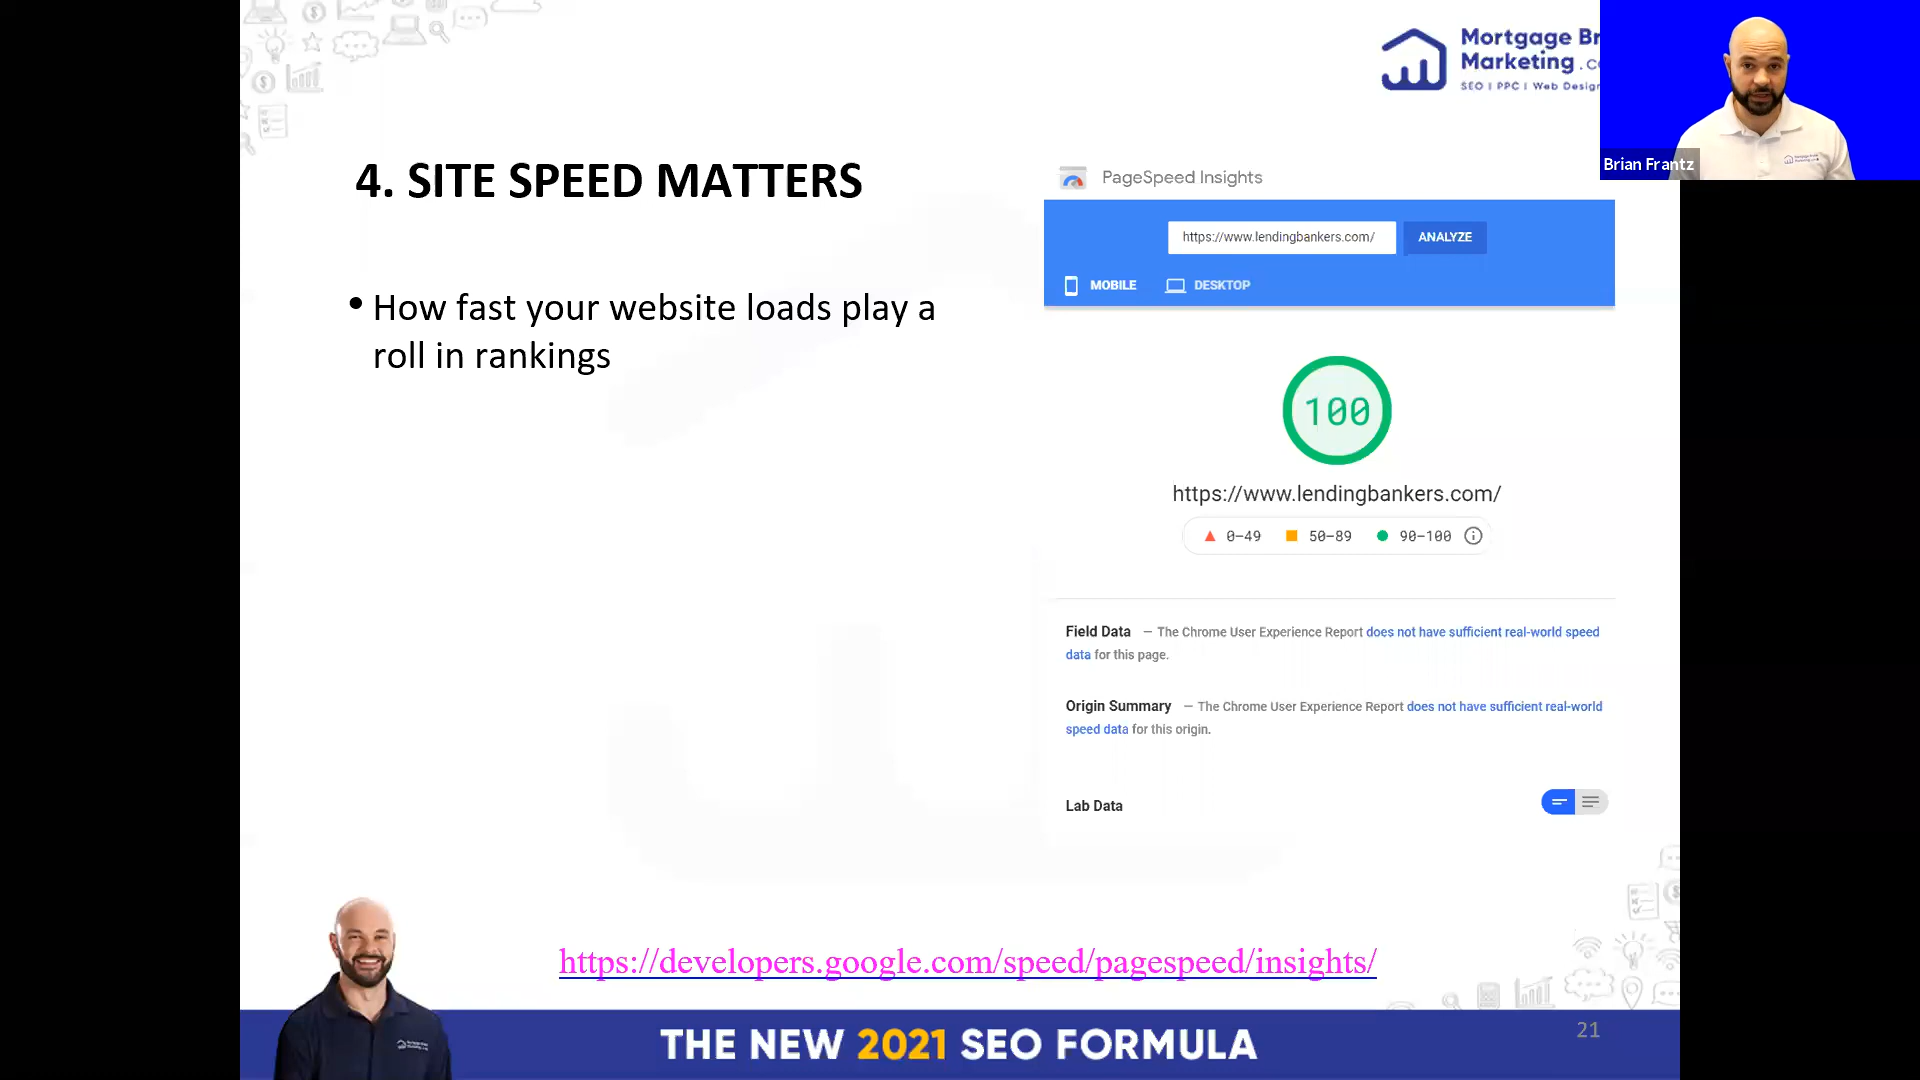 Mortgage Br
Marketing .co
SEO | PPC | Web Design
Brian Frantz
4. SITE SPEED MATTERS
• How fast your website loads play a
roll in rankings
PageSpeed Insights
https://www.lendingbankers.com/
ANALYZE
MOBILE
DESKTOP
100
https://www.lendingbankers.com/
0–49
50–89
90–100
Field Data — The Chrome User Experience Report does not have sufficient real-world speed
data for this page.
Origin Summary — The Chrome User Experience Report does not have sufficient real-world
speed data for this origin.
Lab Data
https://developers.google.com/speed/pagespeed/insights/
THE NEW 2021 SEO FORMULA
21